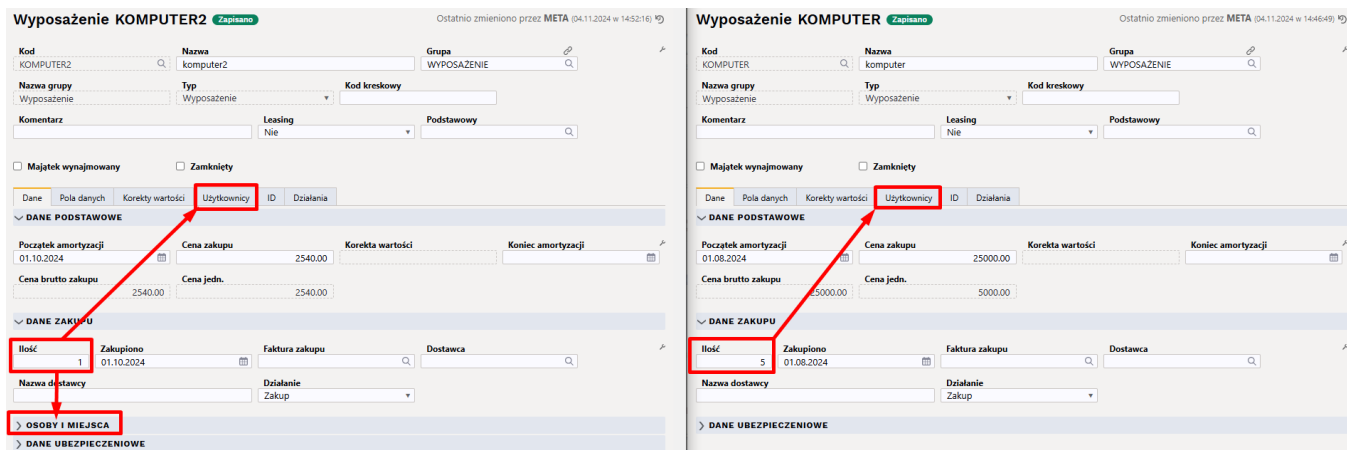 Wyposażenie KOMPUTER2 Zapisano Ostatnio zmieniono przez META (04.11.2024 w 14:52:16)
Kod Nazwa Grupa
KOMPUTER2 komputer2 WYPOSAŻENIE
Nazwa grupy Typ Kod kreskowy
Wyposażenie Wyposażenie
Komentarz Leasing Podstawowy
Nie
Majątek wynajmowany Zamknięty
Dane Pola danych Korekty wartości Użytkownicy ID Działania
DANE PODSTAWOWE
Początek amortyzacji Cena zakupu Korekta wartości Koniec amortyzacji
01.10.2024 2540.00
Cena brutto zakupu Cena jedn.
2540.00 2540.00
DANE ZAKUPU
Ilość Zakupiono Faktura zakupu Dostawca
1 01.10.2024
Nazwa dostawcy Działanie
Zakup
OSOBY I MIEJSCA
DANE UBEZPIECZENIOWE
Wyposażenie KOMPUTER Zapisano Ostatnio zmieniono przez META (04.11.2024 w 14:46:49)
Kod Nazwa Grupa
KOMPUTER komputer WYPOSAŻENIE
Nazwa grupy Typ Kod kreskowy
Wyposażenie Wyposażenie
Komentarz Leasing Podstawowy
Nie
Majątek wynajmowany Zamknięty
Dane Pola danych Korekty wartości Użytkownicy ID Działania
DANE PODSTAWOWE
Początek amortyzacji Cena zakupu Korekta wartości Koniec amortyzacji
01.08.2024 25000.00
Cena brutto zakupu Cena jedn.
25000.00 5000.00
DANE ZAKUPU
Ilość Zakupiono Faktura zakupu Dostawca
5 01.08.2024
Nazwa dostawcy Działanie
Zakup
DANE UBEZPIECZENIOWE